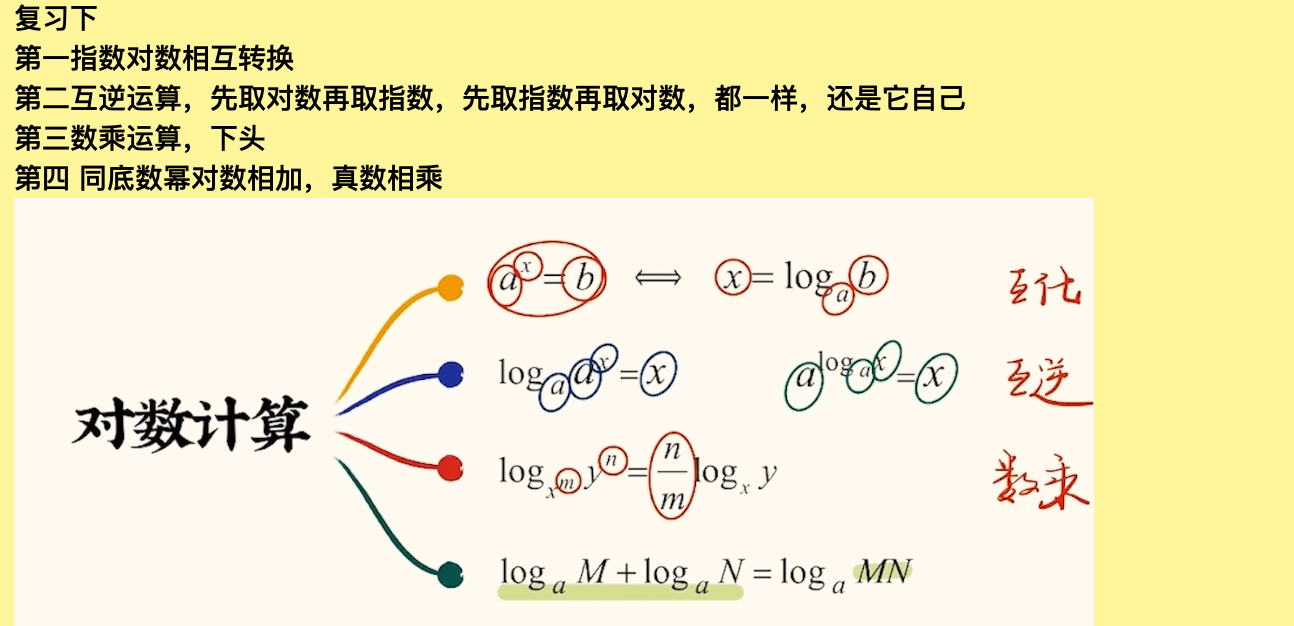 复习下
第一指数对数相互转换
第二互逆运算，先取对数再取指数，先取指数再取对数，都一样，还是它自己
第三数乘运算，下头
第四 同底数幂对数相加，真数相乘
对数计算
a^x = b ⟺ x = log_a b 互化
log_a a^x = x a^{log_a x} = x 互逆
log_{x^m} y^n = n/m log_x y 数乘
log_a M + log_a N = log_a MN